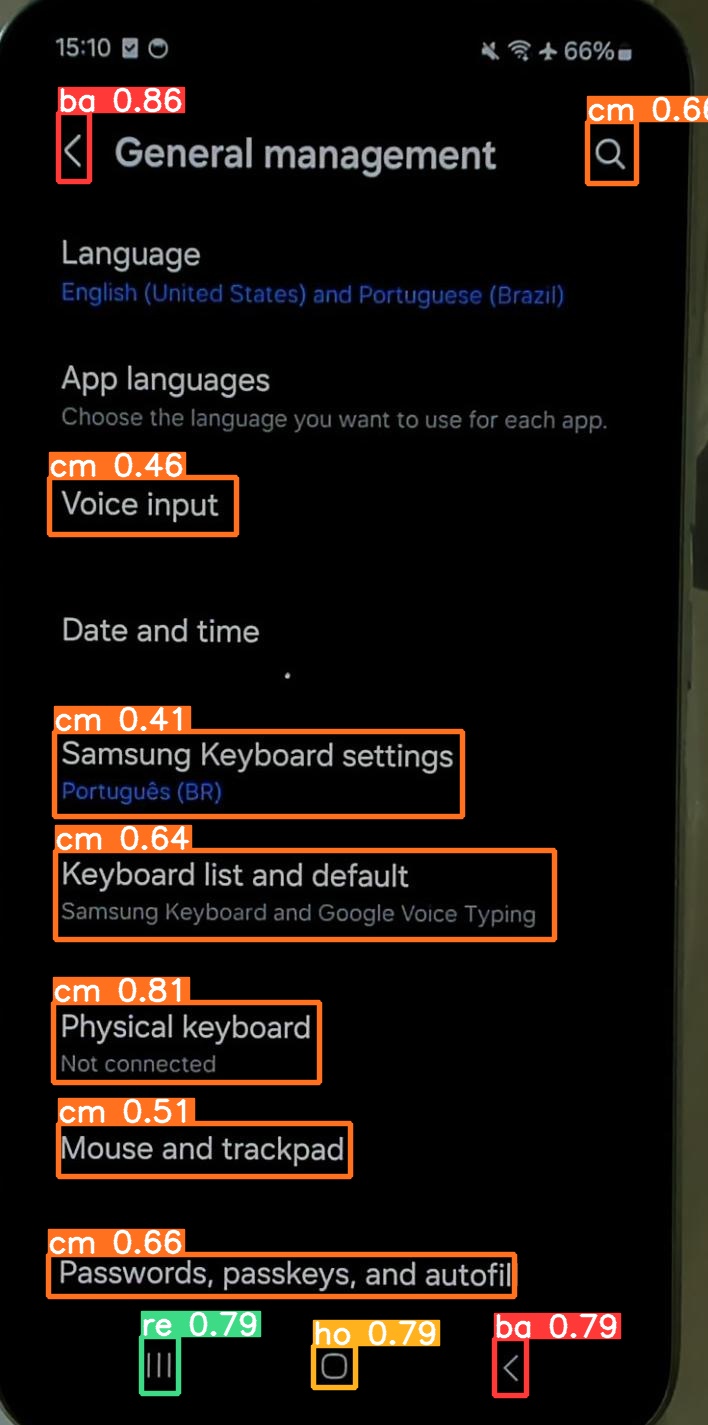 15:10 66%
ba 0.86
cm 0.66
General management
Language
English (United States) and Portuguese (Brazil)
App languages
Choose the language you want to use for each app.
cm 0.46
Voice input
Date and time
cm 0.41
Samsung Keyboard settings
Português (BR)
cm 0.64
Keyboard list and default
Samsung Keyboard and Google Voice Typing
cm 0.81
Physical keyboard
Not connected
cm 0.51
Mouse and trackpad
cm 0.66
Passwords, passkeys, and autofil
re 0.79
ho 0.79
ba 0.79